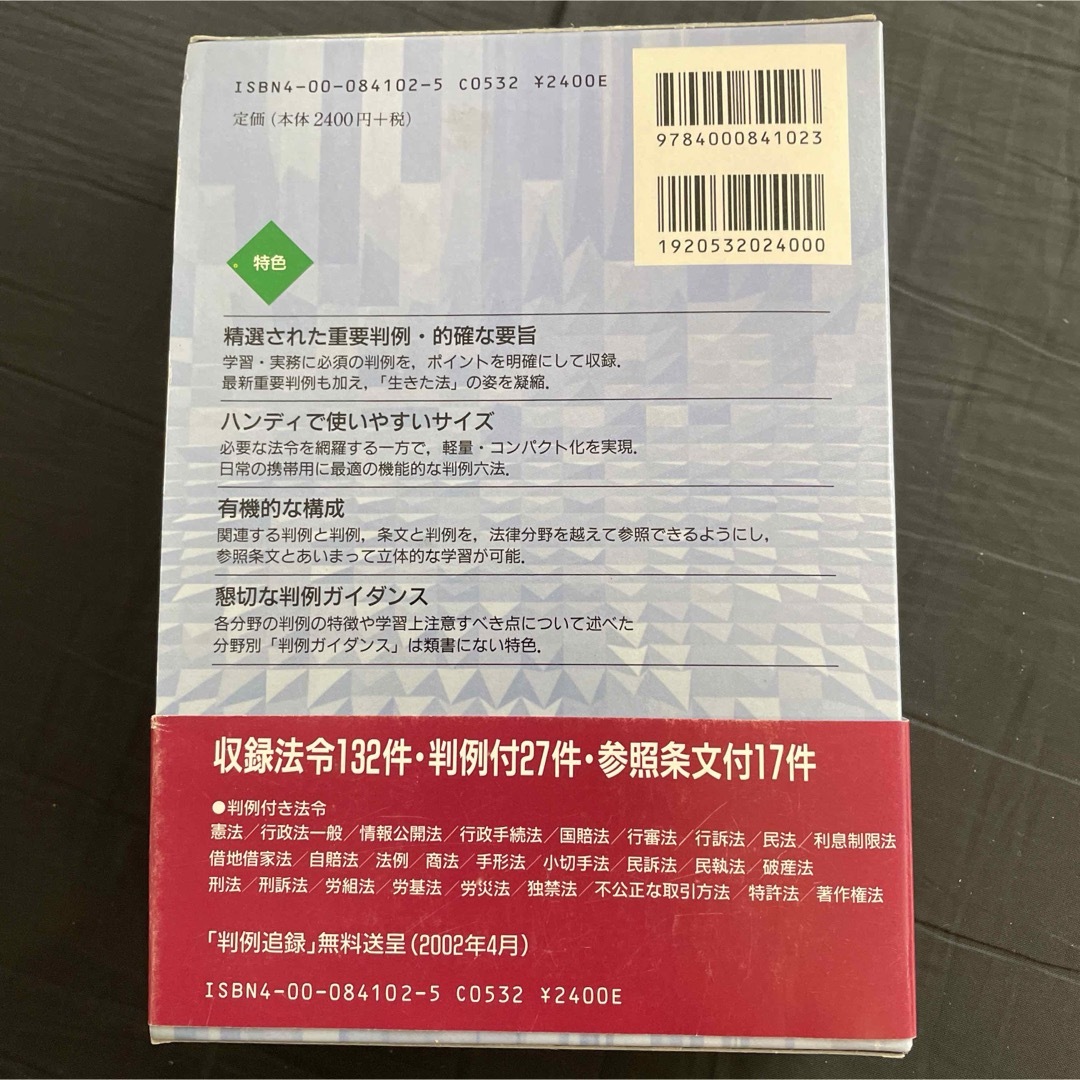 ISBN4-00-084102-5 C0532 ¥2400E
定価（本体2400円＋税）
9784000841023
1920532024000
特色
精選された重要判例・的確な要旨
学習・実務に必須の判例を，ポイントを明確にして収録．
最新重要判例も加え，「生きた法」の姿を凝縮．
ハンディで使いやすいサイズ
必要な法令を網羅する一方で，軽量・コンパクト化を実現．
日常の携帯用に最適の機能的な判例六法．
有機的な構成
関連する判例と判例，条文と判例を，法律分野を越えて参照できるようにし，
参照条文とあいまって立体的な学習が可能．
懇切な判例ガイダンス
各分野の判例の特徴や学習上注意すべき点について述べた
分野別「判例ガイダンス」は類書にない特色．
収録法令132件・判例付27件・参照条文付17件
●判例付き法令
憲法／行政法一般／情報公開法／行政手続法／国賠法／行審法／行訴法／民法／利息制限法
借地借家法／自賠法／法例／商法／手形法／小切手法／民訴法／民執法／破産法
刑法／刑訴法／労組法／労基法／労災法／独禁法／不公正な取引方法／特許法／著作権法
「判例追録」無料送呈（2002年4月）
ISBN4-00-084102-5 C0532 ¥2400E